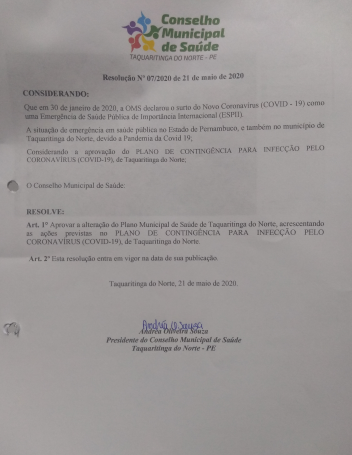 Conselho
Municipal
de Saúde
TAQUARITINGA DO NORTE - PE
Resolução Nº 07/2020 de 21 de maio de 2020
CONSIDERANDO:
Que em 30 de janeiro de 2020, a OMS declarou o surto do Novo Coronavírus (COVID - 19) como
uma Emergência de Saúde Pública de Importância Internacional (ESPII).
A situação de emergência em saúde pública no Estado de Pernambuco, e também no município de
Taquaritinga do Norte, devido a Pandemia da Covid 19;
Considerando a aprovação do PLANO DE CONTINGÊNCIA PARA INFECÇÃO PELO
CORONAVÍRUS (COVID-19), de Taquaritinga do Norte;
O Conselho Municipal de Saúde:
RESOLVE:
Art. 1º Aprovar a alteração do Plano Municipal de Saúde de Taquaritinga do Norte, acrescentando
as ações previstas no PLANO DE CONTINGÊNCIA PARA INFECÇÃO PELO
CORONAVÍRUS (COVID-19), de Taquaritinga do Norte.
Art. 2º Esta resolução entra em vigor na data de sua publicação.
Taquaritinga do Norte, 21 de maio de 2020.
Andréa O. Souza
Andréa Oliveira Souza
Presidente do Conselho Municipal de Saúde
Taquaritinga do Norte - PE